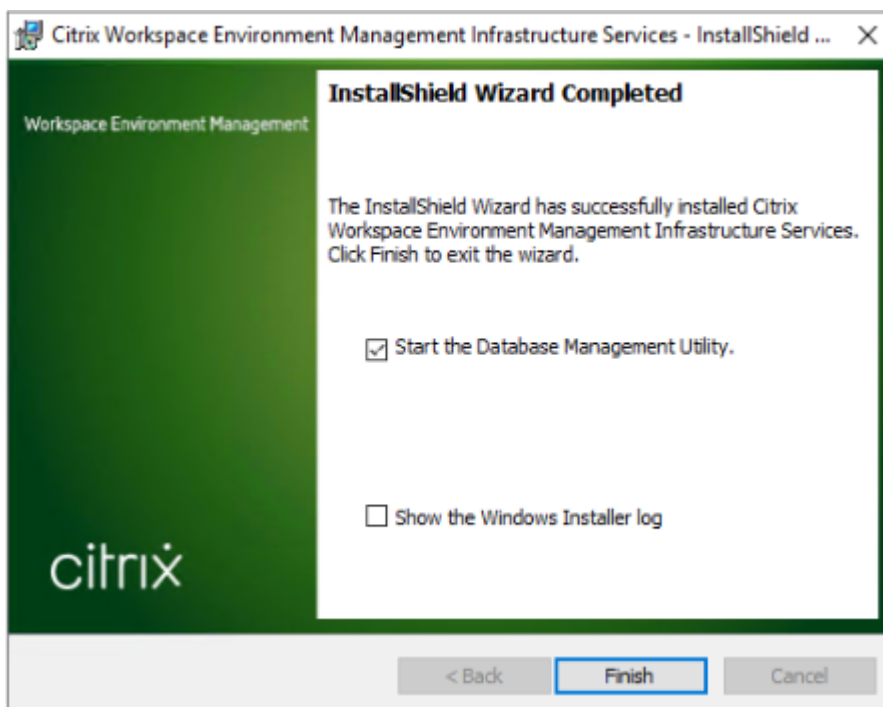 Citrix Workspace Environment Management Infrastructure Services - InstallShield ...
Workspace Environment Management
InstallShield Wizard Completed
The InstallShield Wizard has successfully installed Citrix
Workspace Environment Management Infrastructure Services.
Click Finish to exit the wizard.
Start the Database Management Utility.
Show the Windows Installer log
citrix
< Back
Finish
Cancel